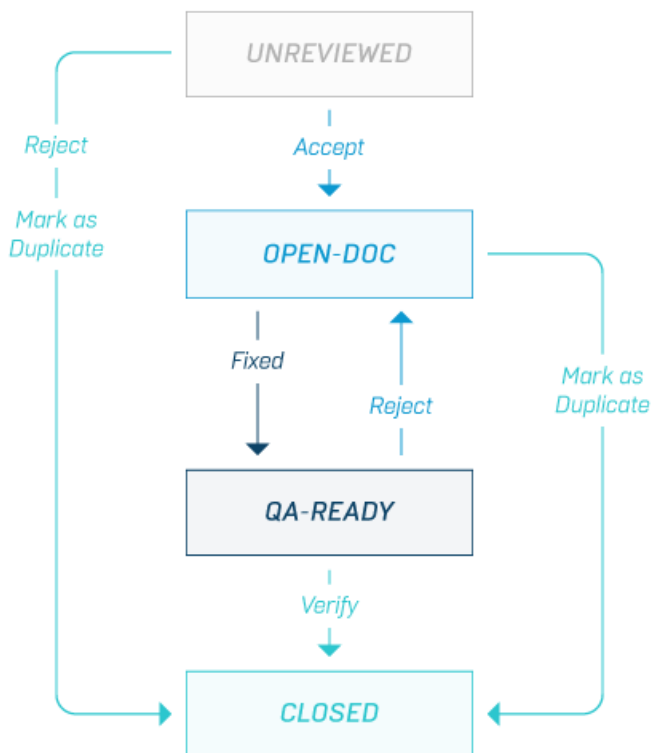 UNREVIEWED
Reject
Accept
Mark as
Duplicate
OPEN-DOC
Fixed
Mark as
Duplicate
Reject
QA-READY
Verify
CLOSED